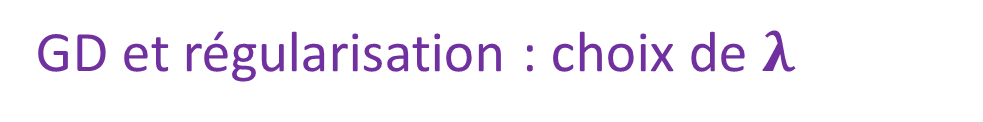 GD et régularisation : choix de λ